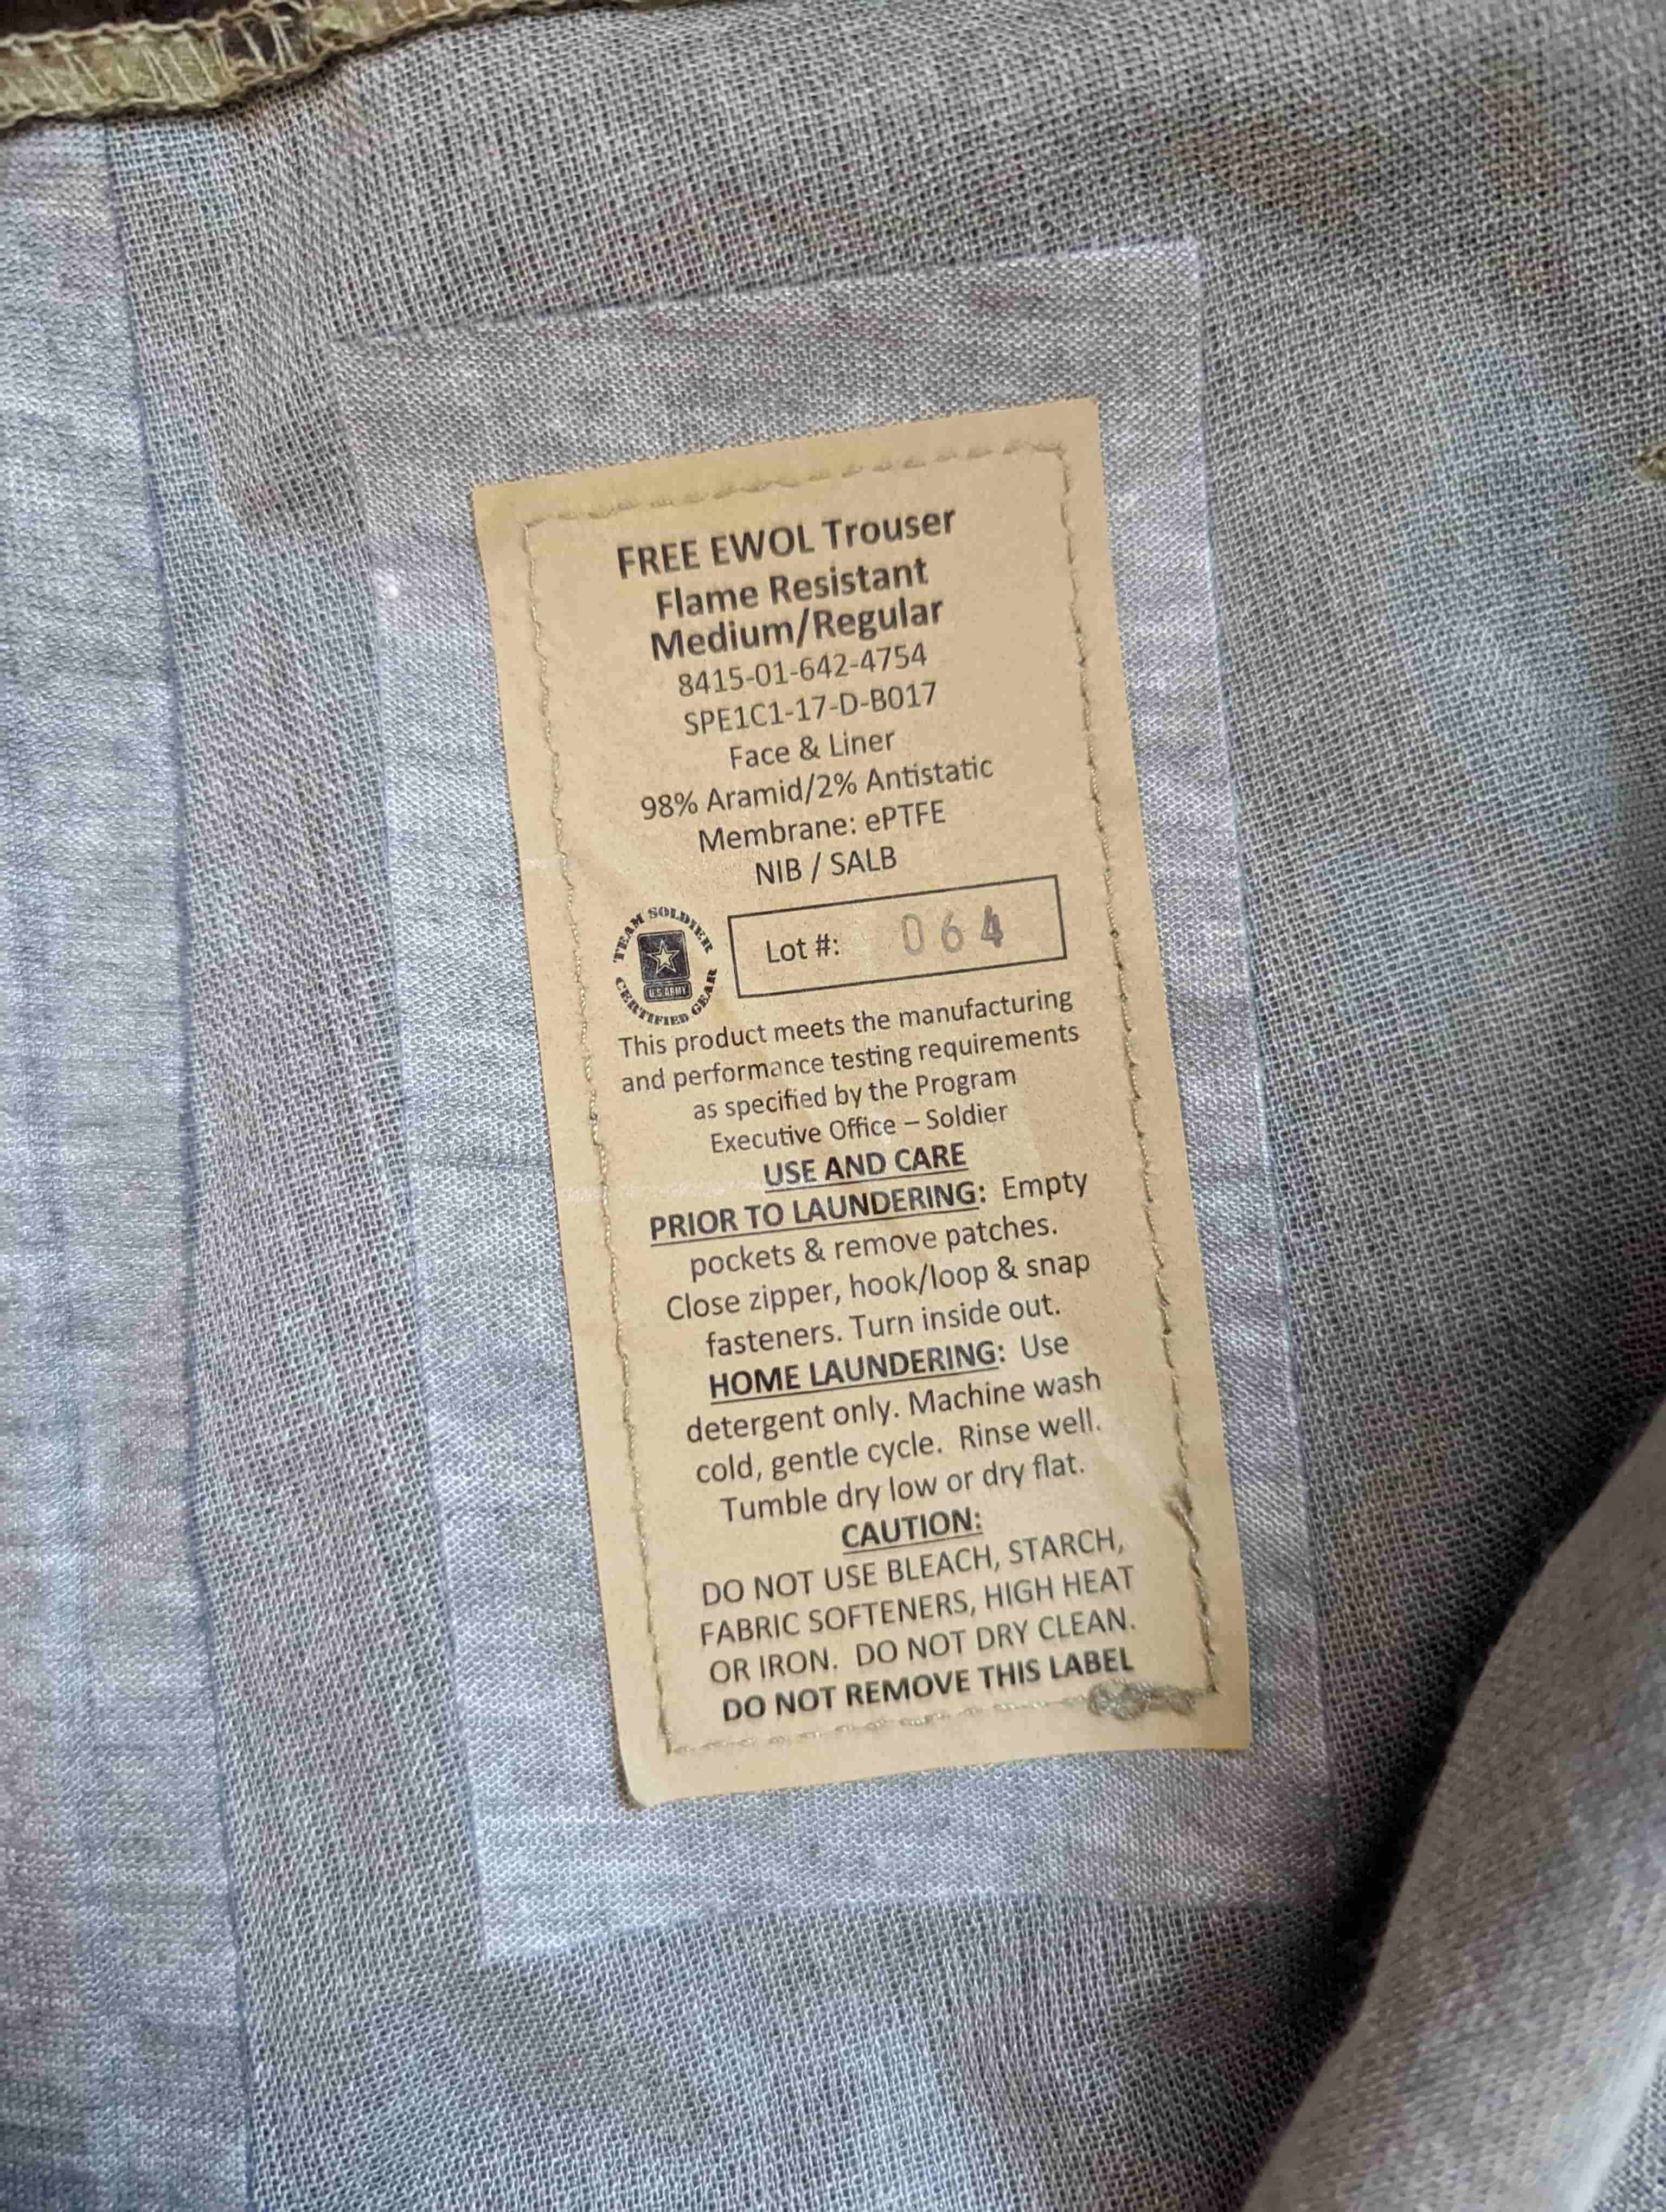 FREE EWOL Trouser
Flame Resistant
Medium/Regular
8415-01-642-4754
SPE1C1-17-D-B017
Face & Liner
98% Aramid/2% Antistatic
Membrane: ePTFE
NIB / SALB
TEAM SOLDIER
U.S ARMY
CERTIFIED GEAR
Lot #: 064
This product meets the manufacturing
and performance testing requirements
as specified by the Program
Executive Office – Soldier
USE AND CARE
PRIOR TO LAUNDERING: Empty
pockets & remove patches.
Close zipper, hook/loop & snap
fasteners. Turn inside out.
HOME LAUNDERING: Use
detergent only. Machine wash
cold, gentle cycle. Rinse well.
Tumble dry low or dry flat.
CAUTION:
DO NOT USE BLEACH, STARCH,
FABRIC SOFTENERS, HIGH HEAT
OR IRON. DO NOT DRY CLEAN.
DO NOT REMOVE THIS LABEL